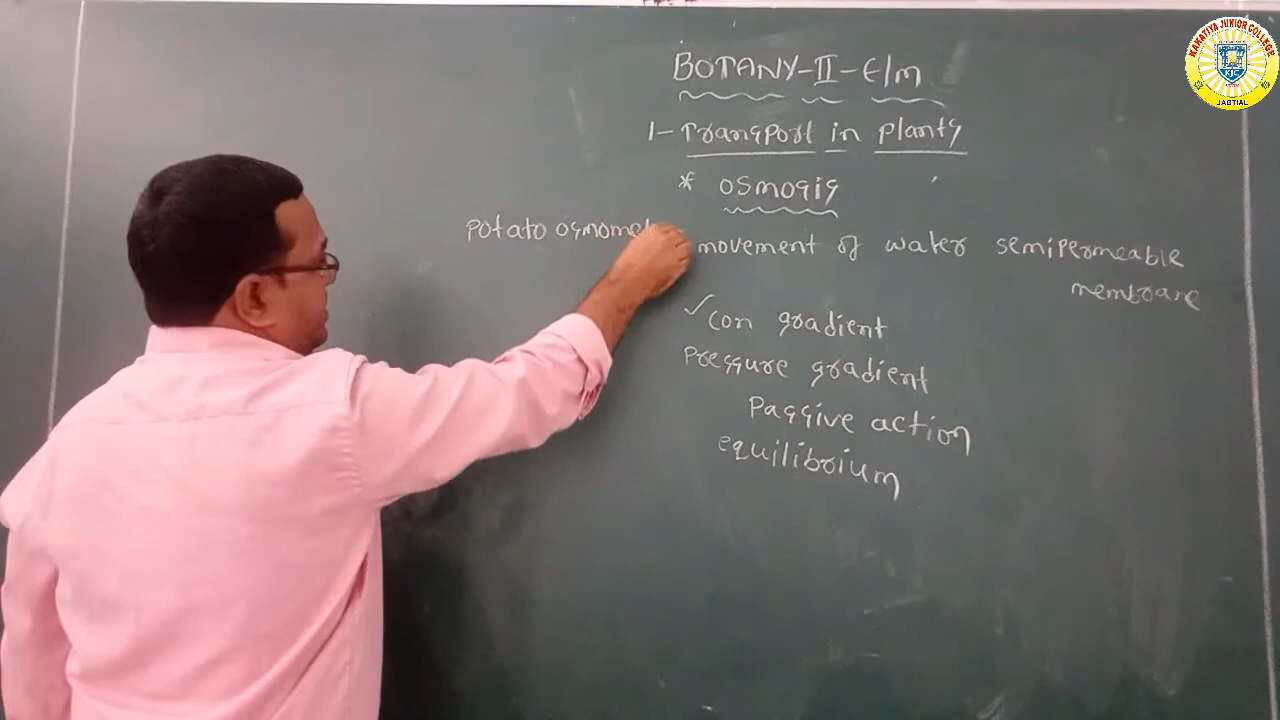 BOTANY-II-E/M
1-Transport in plants
* osmosis
potato osmomet
movement of water semipermeable
membrane
✓con gradient
pressure gradient
passive action
equilibrium
KAKATIYA JUNIOR COLLEGE
KJC
JAGTIAL